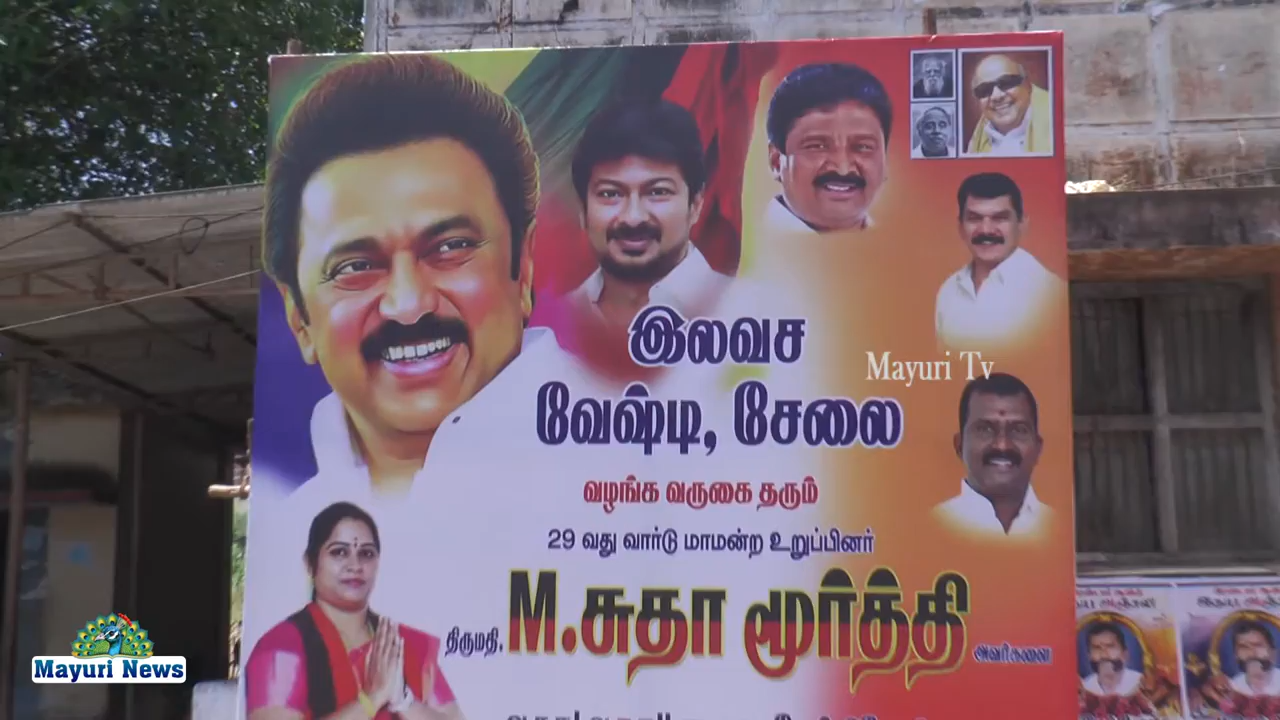 இலவச
வேஷ்டி, சேலை
Mayuri Tv
வழங்க வருகை தரும்
29 வது வார்டு மாமன்ற உறுப்பினர்
திருமதி. M.சுதா மூர்த்தி அவர்களை
Mayuri News